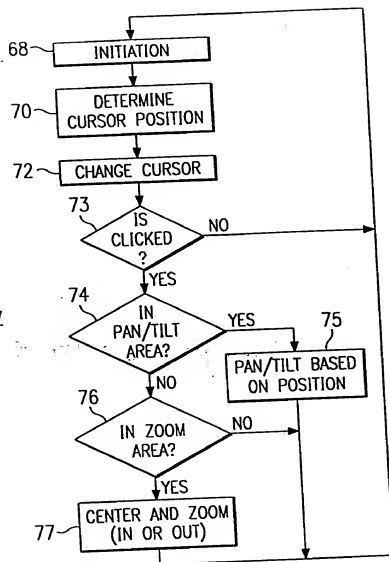 68
INITIATION
70
DETERMINE
CURSOR POSITION
72
CHANGE CURSOR
73
IS
CLICKED
?
NO
YES
74
IN
PAN/TILT
AREA?
YES
75
PAN/TILT BASED
ON POSITION
NO
76
IN ZOOM
AREA?
NO
YES
77
CENTER AND ZOOM
(IN OR OUT)